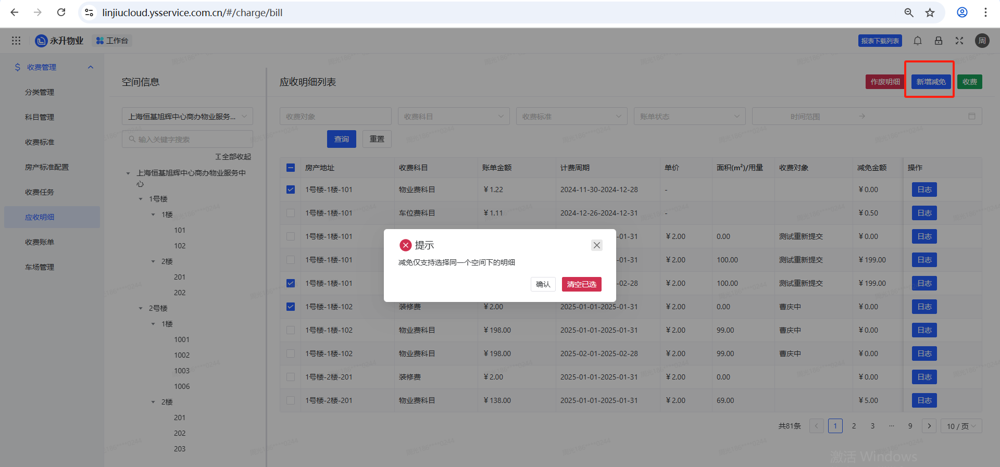 linjiucloud.ysservice.com.cn/#/charge/bill
永升物业
工作台
报表下载列表
周
收费管理
分类管理
科目管理
收费标准
房产标准配置
收费任务
应收明细
收费账单
车场管理
空间信息
上海恒基旭辉中心商办物业服务...
输入关键字搜索
全部收起
上海恒基旭辉中心商办物业服务中
心
1号楼
1楼
101
102
2楼
201
202
2号楼
1楼
1001
1002
1003
1006
2楼
201
202
203
应收明细列表
作废明细
新增减免
收费
收费对象
收费科目
收费标准
账单状态
时间范围
查询
重置
房产地址 收费科目 账单金额 计费周期 单价 面积(m²)/用量 收费对象 减免金额 操作
1号楼-1楼-101 物业费科目 ¥1.22 2024-11-30-2024-12-28 - ¥0.00 日志
1号楼-1楼-101 车位费科目 ¥1.11 2024-12-26-2024-12-31 - ¥0.50 日志
1号楼-1楼-101 -01-31 ¥2.00 0.00 测试重新提交 ¥0.00 日志
1号楼-1楼-101 -01-31 ¥2.00 100.00 测试重新提交 ¥199.00 日志
1号楼-1楼-101 -02-28 ¥2.00 100.00 测试重新提交 ¥199.00 日志
1号楼-1楼-102 装修费 ¥2.00 2025-01-01-2025-01-31 ¥2.00 0.00 曹庆中 ¥0.00 日志
1号楼-1楼-102 物业费科目 ¥198.00 2025-01-01-2025-01-31 ¥2.00 99.00 曹庆中 ¥0.00 日志
1号楼-1楼-102 物业费科目 ¥198.00 2025-02-01-2025-02-28 ¥2.00 99.00 曹庆中 ¥0.00 日志
1号楼-2楼-201 装修费 ¥2.00 2025-01-01-2025-01-31 ¥2.00 0.00 ¥0.00 日志
1号楼-2楼-201 物业费科目 ¥138.00 2025-01-01-2025-01-31 ¥2.00 69.00 ¥5.00 日志
提示
减免仅支持选择同一个空间下的明细
确认
清空已选
共81条 1 2 3 ··· 9 10 / 页
激活 Windows